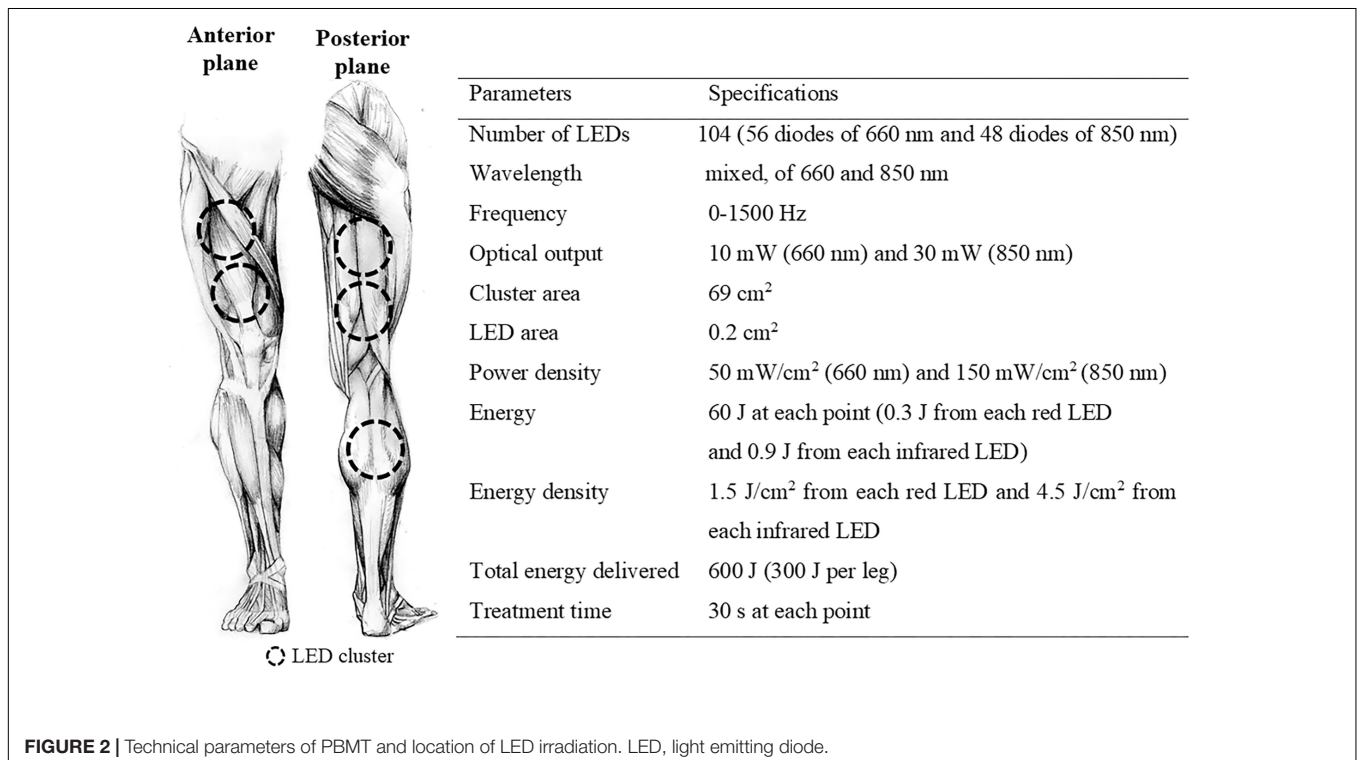 Anterior
plane
Posterior
plane
Parameters Specifications
Number of LEDs 104 (56 diodes of 660 nm and 48 diodes of 850 nm)
Wavelength mixed, of 660 and 850 nm
Frequency 0-1500 Hz
Optical output 10 mW (660 nm) and 30 mW (850 nm)
Cluster area 69 cm²
LED area 0.2 cm²
Power density 50 mW/cm² (660 nm) and 150 mW/cm² (850 nm)
Energy 60 J at each point (0.3 J from each red LED
and 0.9 J from each infrared LED)
Energy density 1.5 J/cm² from each red LED and 4.5 J/cm² from
each infrared LED
Total energy delivered 600 J (300 J per leg)
Treatment time 30 s at each point
LED cluster
FIGURE 2 | Technical parameters of PBMT and location of LED irradiation. LED, light emitting diode.